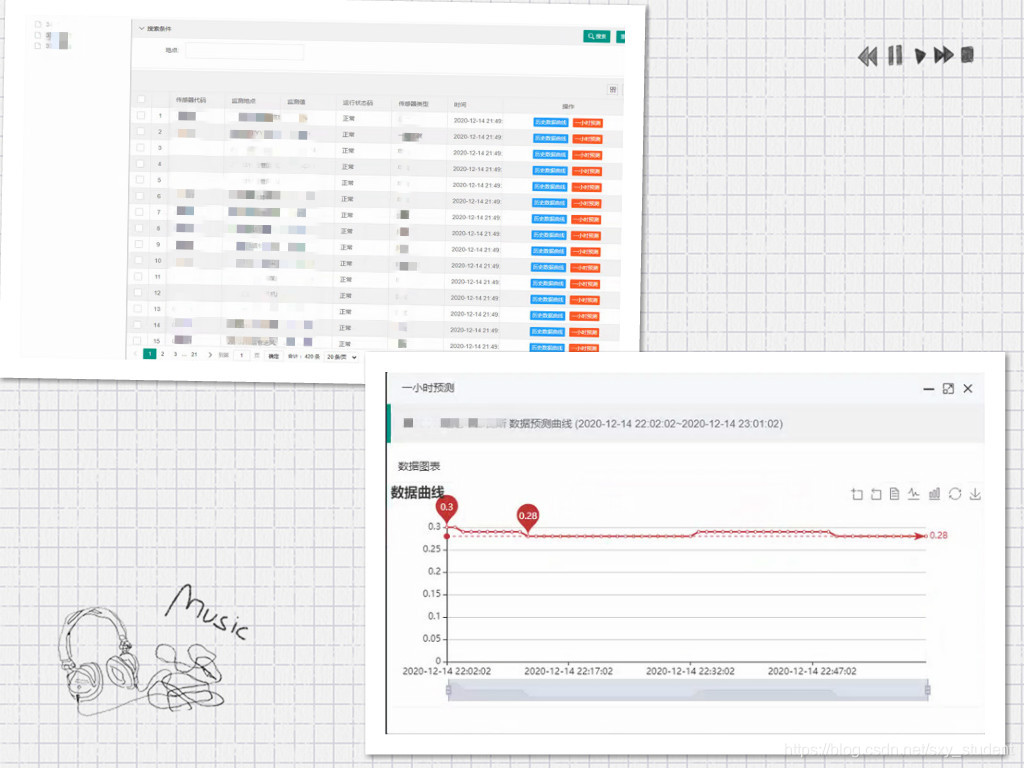 搜索条件
搜索
地点:
传感器代码 监测地点 监测值 运行状态码 传感器类型 时间 操作
1 正常 2020-12-14 21:49: 历史数据曲线 一小时预测
2 正常 2020-12-14 21:49: 历史数据曲线 一小时预测
3 正常 2020-12-14 21:49: 历史数据曲线 一小时预测
4 正常 2020-12-14 21:49: 历史数据曲线 一小时预测
5 正常 2020-12-14 21:49: 历史数据曲线 一小时预测
6 正常 2020-12-14 21:49: 历史数据曲线 一小时预测
7 正常 2020-12-14 21:49: 历史数据曲线 一小时预测
8 正常 2020-12-14 21:49: 历史数据曲线 一小时预测
9 正常 2020-12-14 21:49: 历史数据曲线 一小时预测
10 正常 2020-12-14 21:49: 历史数据曲线 一小时预测
11 正常 2020-12-14 21:49: 历史数据曲线 一小时预测
12 正常 2020-12-14 21:49: 历史数据曲线 一小时预测
13 正常 2020-12-14 21:49: 历史数据曲线 一小时预测
14 正常 2020-12-14 21:49: 历史数据曲线 一小时预测
15 正常 2020-12-14 21:49: 历史数据曲线 一小时预测
1 2 3 ... 21 到第 1 页 确定 共计:420 条 20 条/页
一小时预测
数据预测曲线 (2020-12-14 22:02:02~2020-12-14 23:01:02)
数据图表
数据曲线
0.3
0.28
0.3
0.28
0.25
0.2
0.15
0.1
0.05
0
2020-12-14 22:02:02 2020-12-14 22:17:02 2020-12-14 22:32:02 2020-12-14 22:47:02
Music
https://blog.csdn.net/sxy_student